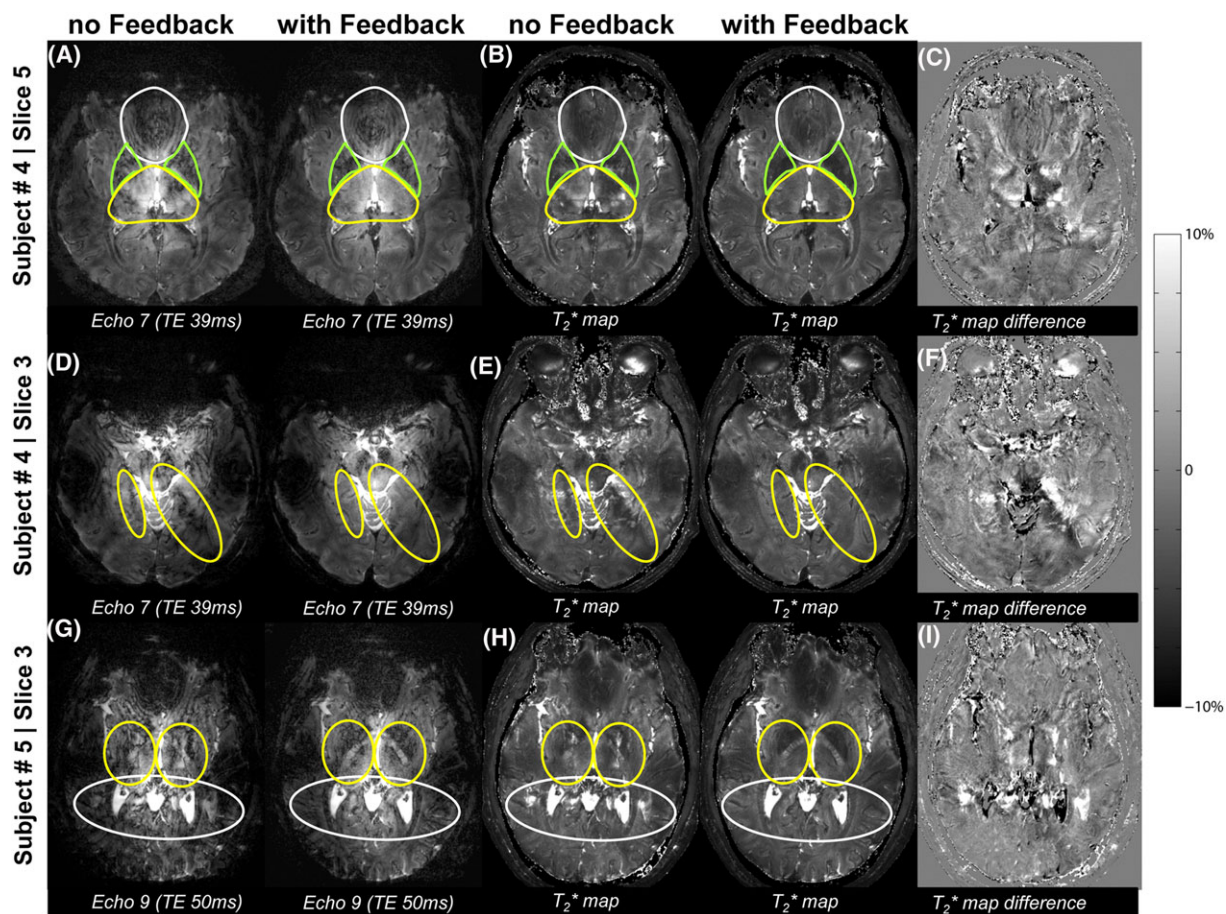 no Feedback with Feedback no Feedback with Feedback
Subject # 4 | Slice 5
(A) (B) (C)
Echo 7 (TE 39ms) Echo 7 (TE 39ms) T2* map T2* map T2* map difference
Subject # 4 | Slice 3
(D) (E) (F)
Echo 7 (TE 39ms) Echo 7 (TE 39ms) T2* map T2* map T2* map difference
Subject # 5 | Slice 3
(G) (H) (I)
Echo 9 (TE 50ms) Echo 9 (TE 50ms) T2* map T2* map T2* map difference
10%
0
−10%